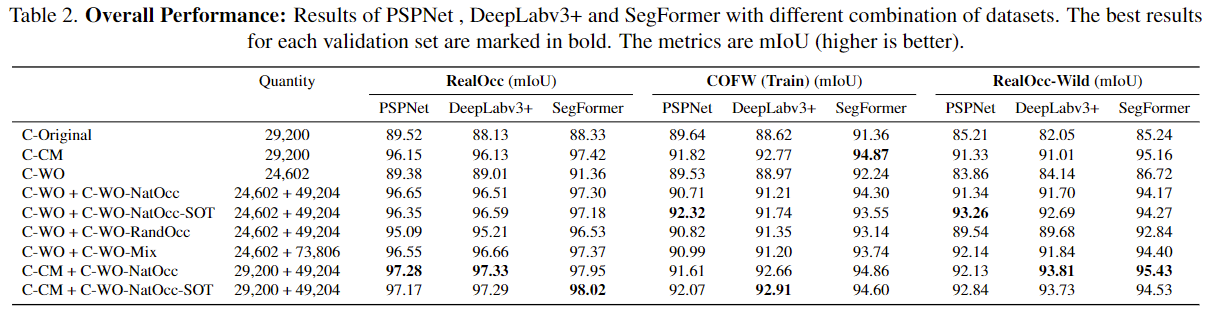 Table 2. Overall Performance: Results of PSPNet , DeepLabv3+ and SegFormer with different combination of datasets. The best results
for each validation set are marked in bold. The metrics are mIoU (higher is better).
Quantity RealOcc (mIoU) COFW (Train) (mIoU) RealOcc-Wild (mIoU)
PSPNet DeepLabv3+ SegFormer PSPNet DeepLabv3+ SegFormer PSPNet DeepLabv3+ SegFormer
C-Original 29,200 89.52 88.13 88.33 89.64 88.62 91.36 85.21 82.05 85.24
C-CM 29,200 96.15 96.13 97.42 91.82 92.77 94.87 91.33 91.01 95.16
C-WO 24,602 89.38 89.01 91.36 89.53 88.97 92.24 83.86 84.14 86.72
C-WO + C-WO-NatOcc 24,602 + 49,204 96.65 96.51 97.30 90.71 91.21 94.30 91.34 91.70 94.17
C-WO + C-WO-NatOcc-SOT 24,602 + 49,204 96.35 96.59 97.18 92.32 91.74 93.55 93.26 92.69 94.27
C-WO + C-WO-RandOcc 24,602 + 49,204 95.09 95.21 96.53 90.82 91.35 93.14 89.54 89.68 92.84
C-WO + C-WO-Mix 24,602 + 73,806 96.55 96.66 97.37 90.99 91.20 93.74 92.14 91.84 94.40
C-CM + C-WO-NatOcc 29,200 + 49,204 97.28 97.33 97.95 91.61 92.66 94.86 92.13 93.81 95.43
C-CM + C-WO-NatOcc-SOT 29,200 + 49,204 97.17 97.29 98.02 92.07 92.91 94.60 92.84 93.73 94.53